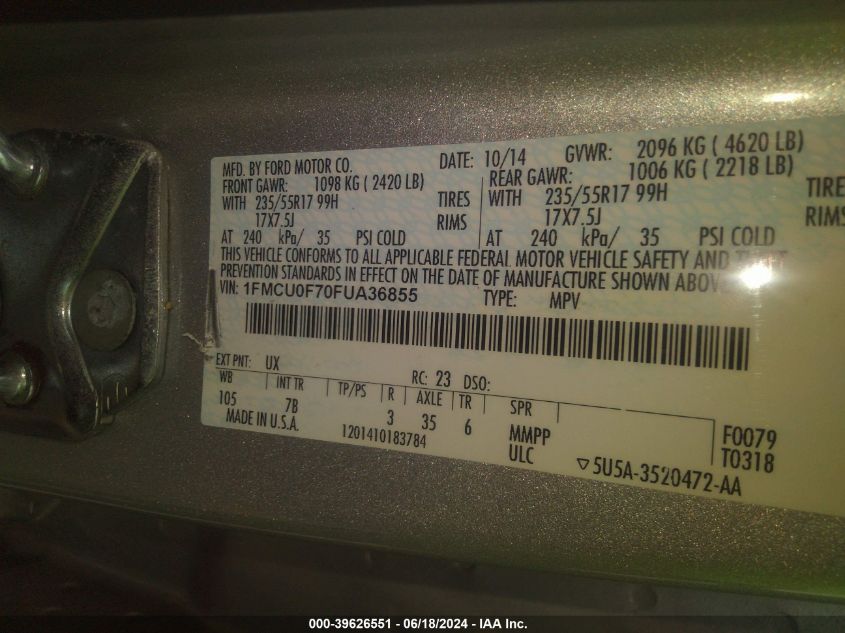 MFD. BY FORD MOTOR CO. DATE: 10/14 GVWR: 2096 KG ( 4620 LB)
FRONT GAWR: 1098 KG ( 2420 LB) REAR GAWR: 1006 KG ( 2218 LB)
WITH 235/55R17 99H TIRES WITH 235/55R17 99H TIRE
17X7.5J RIMS 17X7.5J RIMS
AT 240 kPa/ 35 PSI COLD AT 240 kPa/ 35 PSI COLD
THIS VEHICLE CONFORMS TO ALL APPLICABLE FEDERAL MOTOR VEHICLE SAFETY AND THEFT
PREVENTION STANDARDS IN EFFECT ON THE DATE OF MANUFACTURE SHOWN ABOVE
VIN: 1FMCU0F70FUA36855 TYPE: MPV
EXT PNT: UX RC: 23 DSO:
WB INT TR TP/PS R AXLE TR SPR
105 7B 3 35 6 MMPP F0079
MADE IN U.S.A. 1201410183784 ULC T0318
▽5U5A-3520472-AA
000-39626551 - 06/18/2024 - IAA Inc.